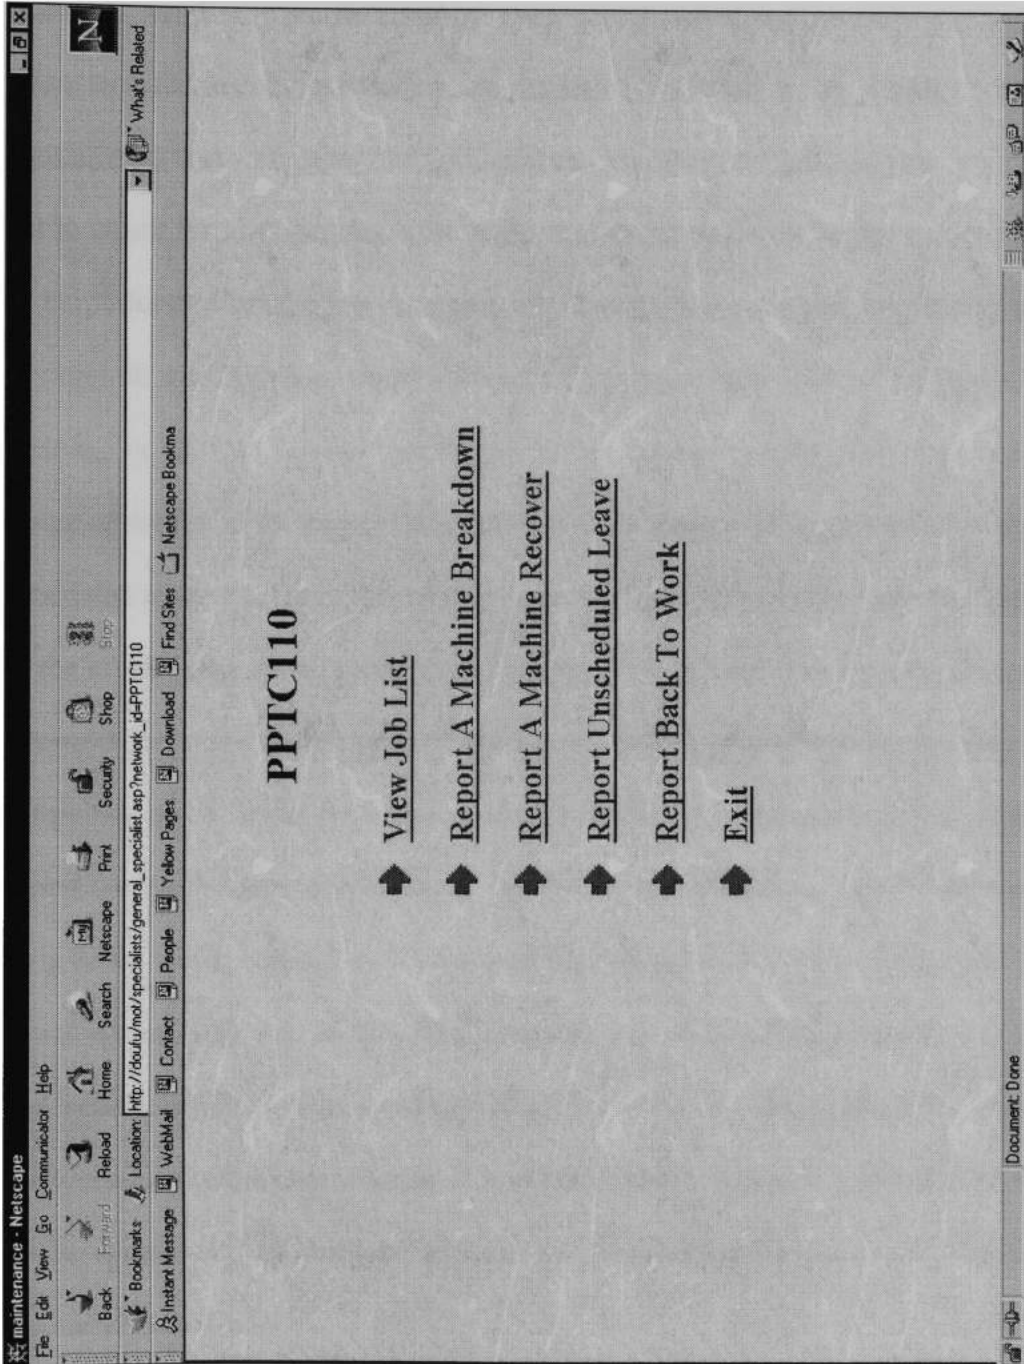 maintenance - Netscape
File Edit View Go Communicator Help
Back Forward Reload Home Search Netscape Print Security Shop Stop
N
Bookmarks Location: http://doufu/mot/specialists/general_specialist.asp?network_id=PPTC110 What's Related
Instant Message WebMail Contact People Yellow Pages Download Find Sites Netscape Bookma
PPTC110
View Job List
Report A Machine Breakdown
Report A Machine Recover
Report Unscheduled Leave
Report Back To Work
Exit
Document: Done